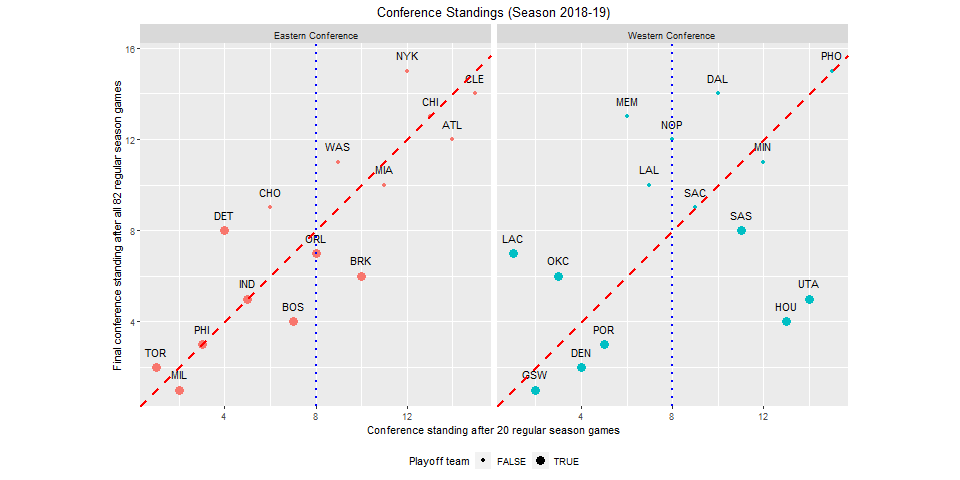 Conference Standings (Season 2018-19)
Eastern Conference
Western Conference
Final conference standing after all 82 regular season games
16
12
8
4
NYK
CLE
CHI
ATL
WAS
MIA
CHO
DET
ORL
BRK
IND
BOS
PHI
TOR
MIL
PHO
DAL
MEM
NOP
MIN
LAL
SAC
SAS
LAC
OKC
UTA
HOU
POR
DEN
GSW
4
8
12
4
8
12
Conference standing after 20 regular season games
Playoff team FALSE TRUE